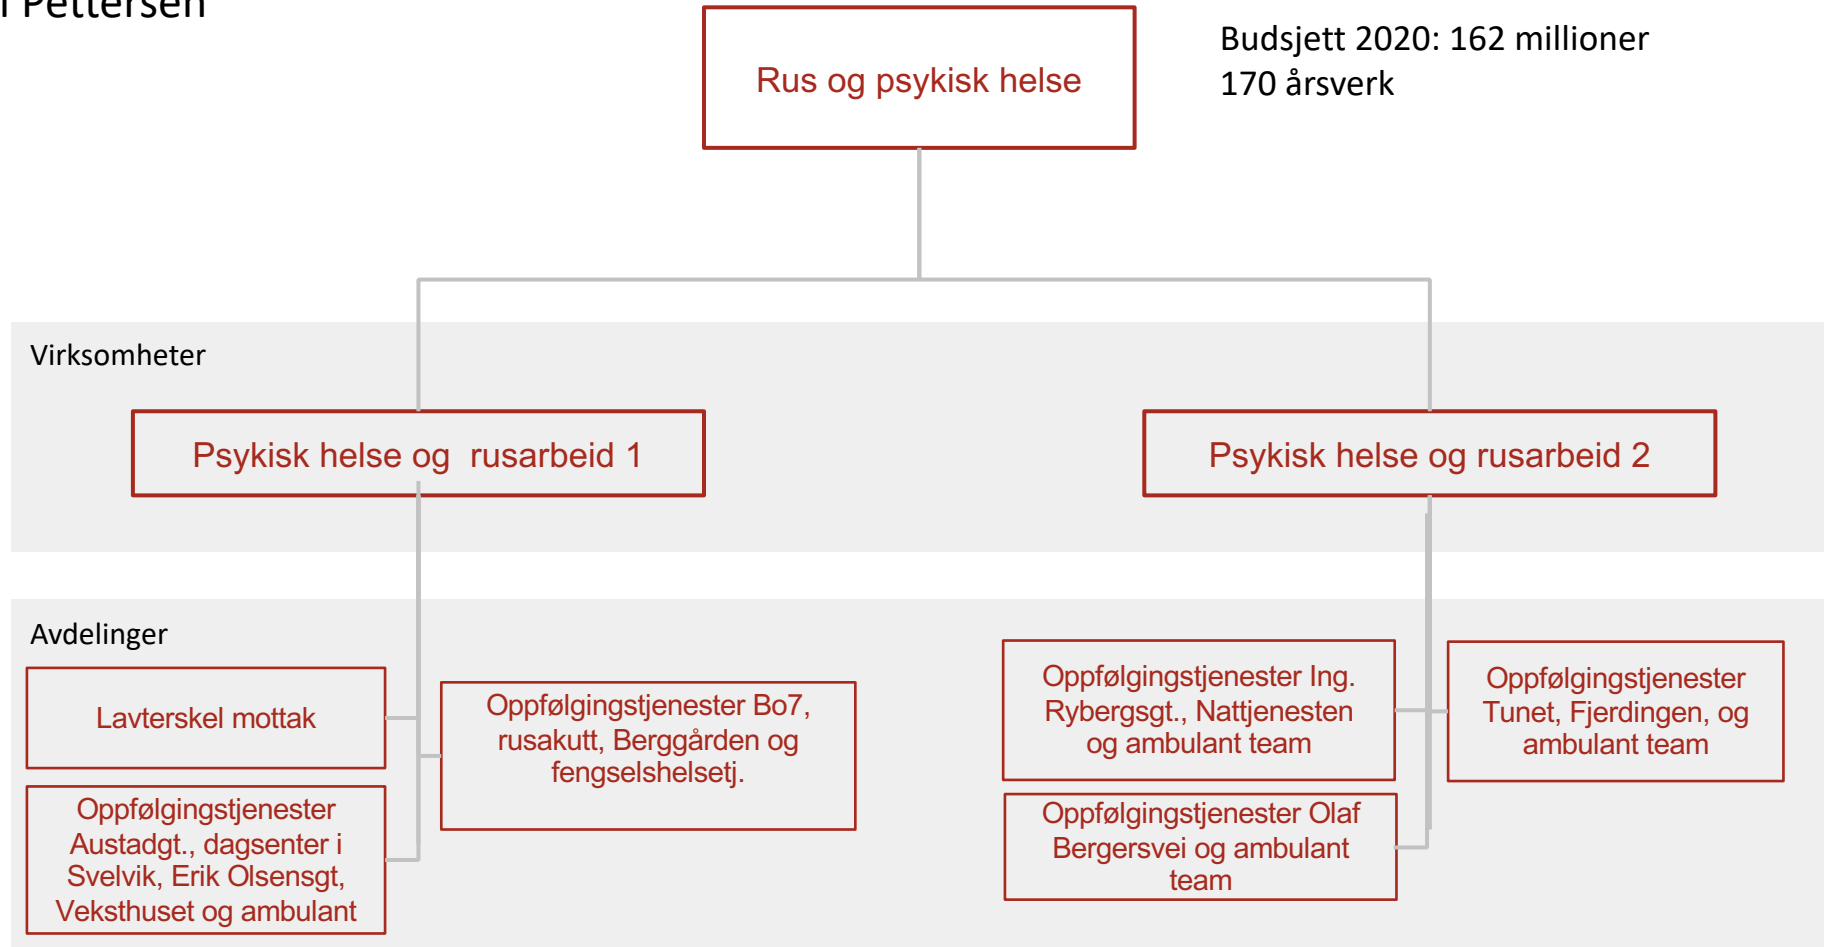 Pettersen
Budsjett 2020: 162 millioner
170 årsverk
Rus og psykisk helse
Virksomheter
Psykisk helse og rusarbeid 1
Psykisk helse og rusarbeid 2
Avdelinger
Lavterskel mottak
Oppfølgingstjenester Bo7,
rusakutt, Berggården og
fengselshelsetj.
Oppfølgingstjenester
Austadgt., dagsenter i
Svelvik, Erik Olsensgt,
Veksthuset og ambulant
Oppfølgingstjenester Ing.
Rybergsgt., Nattjenesten
og ambulant team
Oppfølgingstjenester
Tunet, Fjerdingen, og
ambulant team
Oppfølgingstjenester Olaf
Bergersvei og ambulant
team